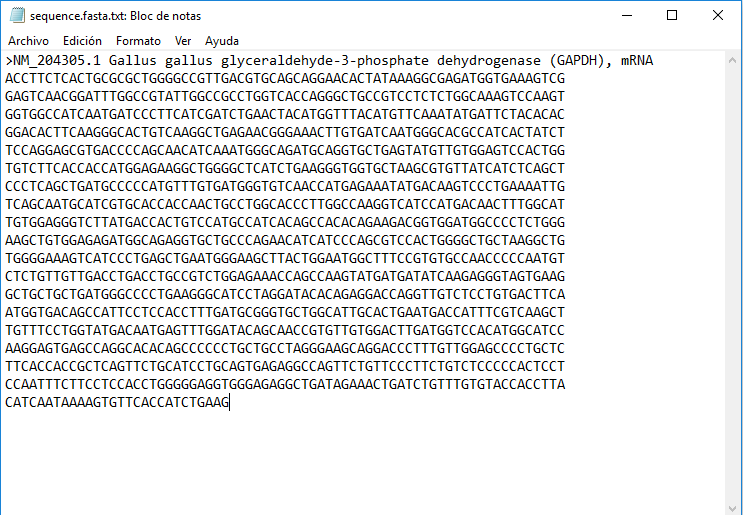 sequence.fasta.txt: Bloc de notas
Archivo Edición Formato Ver Ayuda
>NM_204305.1 Gallus gallus glyceraldehyde-3-phosphate dehydrogenase (GAPDH), mRNA
ACCTTCTCACTGCGCGCTGGGGCCGTTGACGTGCAGCAGGAACACTATAAAGGCGAGATGGTGAAAGTCG
GAGTCAACGGATTTGGCCGTATTGGCCGCCTGGTCACCAGGGCTGCCGTCCTCTCTGGCAAAGTCCAAGT
GGTGGCCATCAATGATCCCTTCATCGATCTGAACTACATGGTTTACATGTTCAAATATGATTCTACACAC
GGACACTTCAAGGGCACTGTCAAGGCTGAGAACGGGAAACTTGTGATCAATGGGCACGCCATCACTATCT
TCCAGGAGCGTGACCCCAGCAACATCAAATGGGCAGATGCAGGTGCTGAGTATGTTGTGGAGTCCACTGG
TGTCTTCACCACCATGGAGAAGGCTGGGGCTCATCTGAAGGGTGGTGCTAAGCGTGTTATCATCTCAGCT
CCCTCAGCTGATGCCCCCATGTTTGTGATGGGTGTCAACCATGAGAAATATGACAAGTCCCTGAAAATTG
TCAGCAATGCATCGTGCACCACCAACTGCCTGGCACCCTTGGCCAAGGTCATCCATGACAACTTTGGCAT
TGTGGAGGGTCTTATGACCACTGTCCATGCCATCACAGCCACACAGAAGACGGTGGATGGCCCCTCTGGG
AAGCTGTGGAGAGATGGCAGAGGTGCTGCCCAGAACATCATCCCAGCGTCCACTGGGGCTGCTAAGGCTG
TGGGGAAAGTCATCCCTGAGCTGAATGGGAAGCTTACTGGAATGGCTTTCCGTGTGCCAACCCCCAATGT
CTCTGTTGTTGACCTGACCTGCCGTCTGGAGAAACCAGCCAAGTATGATGATATCAAGAGGGTAGTGAAG
GCTGCTGCTGATGGGCCCCTGAAGGGCATCCTAGGATACACAGAGGACCAGGTTGTCTCCTGTGACTTCA
ATGGTGACAGCCATTCCTCCACCTTTGATGCGGGTGCTGGCATTGCACTGAATGACCATTTCGTCAAGCT
TGTTTCCTGGTATGACAATGAGTTTGGATACAGCAACCGTGTTGTGGACTTGATGGTCCACATGGCATCC
AAGGAGTGAGCCAGGCACACAGCCCCCCTGCTGCCTAGGGAAGCAGGACCCTTTGTTGGAGCCCCTGCTC
TTCACCACCGCTCAGTTCTGCATCCTGCAGTGAGAGGCCAGTTCTGTTCCCTTCTGTCTCCCCCACTCCT
CCAATTTCTTCCTCCACCTGGGGGAGGTGGGAGAGGCTGATAGAAACTGATCTGTTTGTGTACCACCTTA
CATCAATAAAAGTGTTCACCATCTGAAG